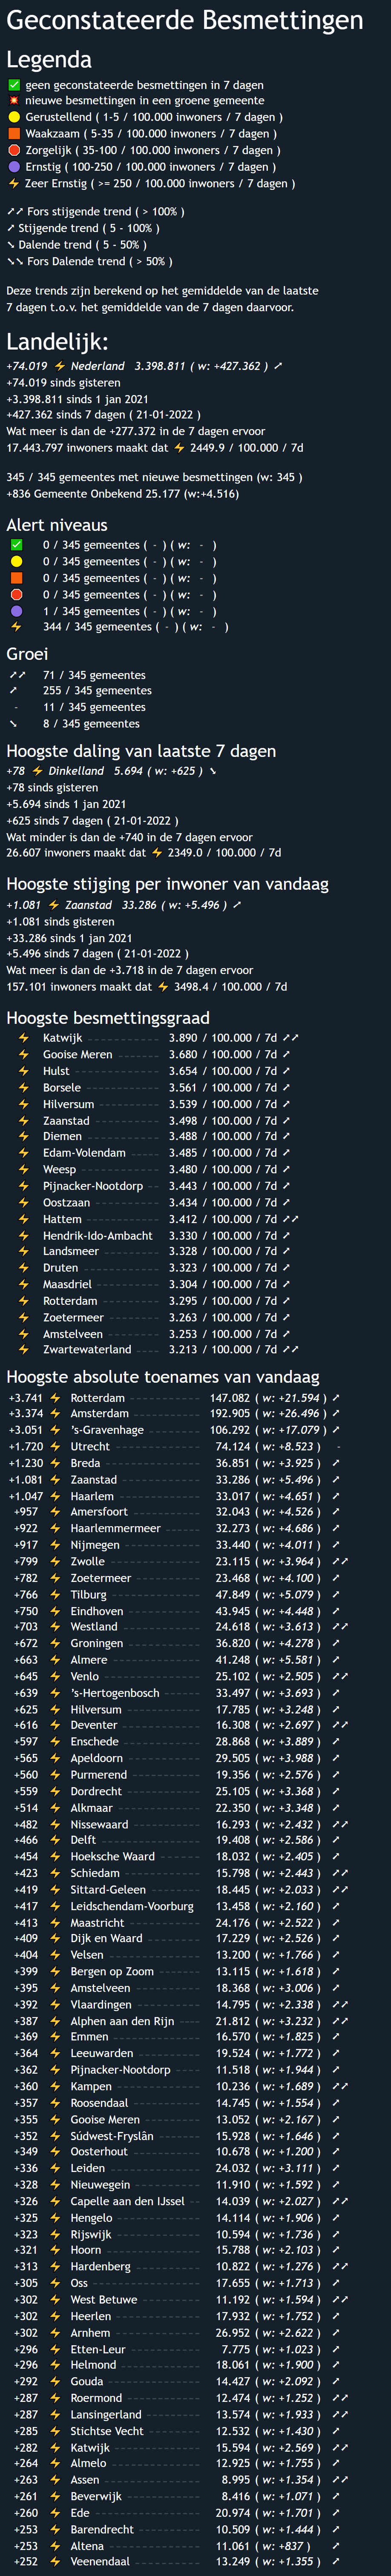 Geconstateerde Besmettingen
Legenda
✅ geen geconstateerde besmettingen in 7 dagen
💥 nieuwe besmettingen in een groene gemeente
🟡 Gerustellend ( 1-5 / 100.000 inwoners / 7 dagen )
🟧 Waakzaam ( 5-35 / 100.000 inwoners / 7 dagen )
🛑 Zorgelijk ( 35-100 / 100.000 inwoners / 7 dagen )
🟣 Ernstig ( 100-250 / 100.000 inwoners / 7 dagen )
⚡ Zeer Ernstig ( >= 250 / 100.000 inwoners / 7 dagen )
↗↗ Fors stijgende trend ( > 100% )
↗ Stijgende trend ( 5 - 100% )
↘ Dalende trend ( 5 - 50% )
↘↘ Fors Dalende trend ( > 50% )
Deze trends zijn berekend op het gemiddelde van de laatste
7 dagen t.o.v. het gemiddelde van de 7 dagen daarvoor.
Landelijk:
+74.019 ⚡ Nederland 3.398.811 ( w: +427.362 ) ↗
+74.019 sinds gisteren
+3.398.811 sinds 1 jan 2021
+427.362 sinds 7 dagen ( 21-01-2022 )
Wat meer is dan de +277.372 in de 7 dagen ervoor
17.443.797 inwoners maakt dat ⚡ 2449.9 / 100.000 / 7d
345 / 345 gemeentes met nieuwe besmettingen (w: 345 )
+836 Gemeente Onbekend 25.177 (w:+4.516)
Alert niveaus
✅ 0 / 345 gemeentes ( - ) ( w: - )
🟡 0 / 345 gemeentes ( - ) ( w: - )
🟧 0 / 345 gemeentes ( - ) ( w: - )
🛑 0 / 345 gemeentes ( - ) ( w: - )
🟣 1 / 345 gemeentes ( - ) ( w: - )
⚡ 344 / 345 gemeentes ( - ) ( w: - )
Groei
↗↗ 71 / 345 gemeentes
↗ 255 / 345 gemeentes
- 11 / 345 gemeentes
↘ 8 / 345 gemeentes
Hoogste daling van laatste 7 dagen
+78 ⚡ Dinkelland 5.694 ( w: +625 ) ↘
+78 sinds gisteren
+5.694 sinds 1 jan 2021
+625 sinds 7 dagen ( 21-01-2022 )
Wat minder is dan de +740 in de 7 dagen ervoor
26.607 inwoners maakt dat ⚡ 2349.0 / 100.000 / 7d
Hoogste stijging per inwoner van vandaag
+1.081 ⚡ Zaanstad 33.286 ( w: +5.496 ) ↗
+1.081 sinds gisteren
+33.286 sinds 1 jan 2021
+5.496 sinds 7 dagen ( 21-01-2022 )
Wat meer is dan de +3.718 in de 7 dagen ervoor
157.101 inwoners maakt dat ⚡ 3498.4 / 100.000 / 7d
Hoogste besmettingsgraad
⚡ Katwijk 3.890 / 100.000 / 7d ↗↗
⚡ Gooise Meren 3.680 / 100.000 / 7d ↗
⚡ Hulst 3.654 / 100.000 / 7d ↗
⚡ Borsele 3.561 / 100.000 / 7d ↗
⚡ Hilversum 3.539 / 100.000 / 7d ↗
⚡ Zaanstad 3.498 / 100.000 / 7d ↗
⚡ Diemen 3.488 / 100.000 / 7d ↗
⚡ Edam-Volendam 3.485 / 100.000 / 7d ↗
⚡ Weesp 3.480 / 100.000 / 7d ↗
⚡ Pijnacker-Nootdorp 3.443 / 100.000 / 7d ↗
⚡ Oostzaan 3.434 / 100.000 / 7d ↗
⚡ Hattem 3.412 / 100.000 / 7d ↗↗
⚡ Hendrik-Ido-Ambacht 3.330 / 100.000 / 7d ↗
⚡ Landsmeer 3.328 / 100.000 / 7d ↗
⚡ Druten 3.323 / 100.000 / 7d ↗
⚡ Maasdriel 3.304 / 100.000 / 7d ↗
⚡ Rotterdam 3.295 / 100.000 / 7d ↗
⚡ Zoetermeer 3.263 / 100.000 / 7d ↗
⚡ Amstelveen 3.253 / 100.000 / 7d ↗
⚡ Zwartewaterland 3.213 / 100.000 / 7d ↗↗
Hoogste absolute toenames van vandaag
+3.741 ⚡ Rotterdam 147.082 ( w: +21.594 ) ↗
+3.374 ⚡ Amsterdam 192.905 ( w: +26.496 ) ↗
+3.051 ⚡ 's-Gravenhage 106.292 ( w: +17.079 ) ↗
+1.720 ⚡ Utrecht 74.124 ( w: +8.523 ) -
+1.230 ⚡ Breda 36.851 ( w: +3.925 ) ↗
+1.081 ⚡ Zaanstad 33.286 ( w: +5.496 ) ↗
+1.047 ⚡ Haarlem 33.017 ( w: +4.651 ) ↗
+957 ⚡ Amersfoort 32.043 ( w: +4.526 ) ↗
+922 ⚡ Haarlemmermeer 32.273 ( w: +4.686 ) ↗
+917 ⚡ Nijmegen 33.440 ( w: +4.011 ) ↗
+799 ⚡ Zwolle 23.115 ( w: +3.964 ) ↗↗
+782 ⚡ Zoetermeer 23.468 ( w: +4.100 ) ↗
+766 ⚡ Tilburg 47.849 ( w: +5.079 ) ↗
+750 ⚡ Eindhoven 43.945 ( w: +4.448 ) ↗
+703 ⚡ Westland 24.618 ( w: +3.613 ) ↗↗
+672 ⚡ Groningen 36.820 ( w: +4.278 ) ↗
+663 ⚡ Almere 41.248 ( w: +5.581 ) ↗
+645 ⚡ Venlo 25.102 ( w: +2.505 ) ↗↗
+639 ⚡ 's-Hertogenbosch 33.497 ( w: +3.693 ) ↗
+625 ⚡ Hilversum 17.785 ( w: +3.248 ) ↗
+616 ⚡ Deventer 16.308 ( w: +2.697 ) ↗↗
+597 ⚡ Enschede 28.868 ( w: +3.889 ) ↗
+565 ⚡ Apeldoorn 29.505 ( w: +3.988 ) ↗
+560 ⚡ Purmerend 19.356 ( w: +2.576 ) ↗
+559 ⚡ Dordrecht 25.105 ( w: +3.368 ) ↗
+514 ⚡ Alkmaar 22.350 ( w: +3.348 ) ↗
+482 ⚡ Nissewaard 16.293 ( w: +2.432 ) ↗↗
+466 ⚡ Delft 19.408 ( w: +2.586 ) ↗
+454 ⚡ Hoeksche Waard 18.032 ( w: +2.405 ) ↗
+423 ⚡ Schiedam 15.798 ( w: +2.443 ) ↗↗
+419 ⚡ Sittard-Geleen 18.445 ( w: +2.033 ) ↗↗
+417 ⚡ Leidschendam-Voorburg 13.458 ( w: +2.160 ) ↗
+413 ⚡ Maastricht 24.176 ( w: +2.522 ) ↗
+409 ⚡ Dijk en Waard 17.229 ( w: +2.526 ) ↗
+404 ⚡ Velsen 13.200 ( w: +1.766 ) ↗
+399 ⚡ Bergen op Zoom 13.115 ( w: +1.618 ) ↗
+395 ⚡ Amstelveen 18.368 ( w: +3.006 ) ↗
+392 ⚡ Vlaardingen 14.795 ( w: +2.338 ) ↗↗
+387 ⚡ Alphen aan den Rijn 21.812 ( w: +3.232 ) ↗↗
+369 ⚡ Emmen 16.570 ( w: +1.825 ) ↗
+364 ⚡ Leeuwarden 19.524 ( w: +1.772 ) ↗
+362 ⚡ Pijnacker-Nootdorp 11.518 ( w: +1.944 ) ↗
+360 ⚡ Kampen 10.236 ( w: +1.689 ) ↗↗
+357 ⚡ Roosendaal 14.745 ( w: +1.554 ) ↗
+355 ⚡ Gooise Meren 13.052 ( w: +2.167 ) ↗
+352 ⚡ Súdwest-Fryslân 15.928 ( w: +1.646 ) ↗
+349 ⚡ Oosterhout 10.678 ( w: +1.200 ) ↗
+336 ⚡ Leiden 24.032 ( w: +3.111 ) ↗
+328 ⚡ Nieuwegein 11.910 ( w: +1.592 ) ↗
+326 ⚡ Capelle aan den IJssel 14.039 ( w: +2.027 ) ↗↗
+325 ⚡ Hengelo 14.114 ( w: +1.906 ) ↗
+323 ⚡ Rijswijk 10.594 ( w: +1.736 ) ↗
+321 ⚡ Hoorn 15.788 ( w: +2.103 ) ↗
+313 ⚡ Hardenberg 10.822 ( w: +1.276 ) ↗↗
+305 ⚡ Oss 17.655 ( w: +1.713 ) ↗
+302 ⚡ West Betuwe 11.192 ( w: +1.594 ) ↗↗
+302 ⚡ Heerlen 17.932 ( w: +1.752 ) ↗
+302 ⚡ Arnhem 26.952 ( w: +2.622 ) ↗
+296 ⚡ Etten-Leur 7.775 ( w: +1.023 ) ↗
+296 ⚡ Helmond 18.061 ( w: +1.900 ) ↗
+292 ⚡ Gouda 14.427 ( w: +2.092 ) ↗
+287 ⚡ Roermond 12.474 ( w: +1.252 ) ↗↗
+287 ⚡ Lansingerland 13.574 ( w: +1.933 ) ↗↗
+285 ⚡ Stichtse Vecht 12.532 ( w: +1.430 ) ↗
+282 ⚡ Katwijk 15.594 ( w: +2.569 ) ↗↗
+264 ⚡ Almelo 12.925 ( w: +1.755 ) ↗
+263 ⚡ Assen 8.995 ( w: +1.354 ) ↗↗
+261 ⚡ Beverwijk 8.416 ( w: +1.071 ) ↗
+260 ⚡ Ede 20.974 ( w: +1.701 ) ↗
+253 ⚡ Barendrecht 10.509 ( w: +1.444 ) ↗
+253 ⚡ Altena 11.061 ( w: +837 ) ↗
+252 ⚡ Veenendaal 13.249 ( w: +1.355 ) ↗